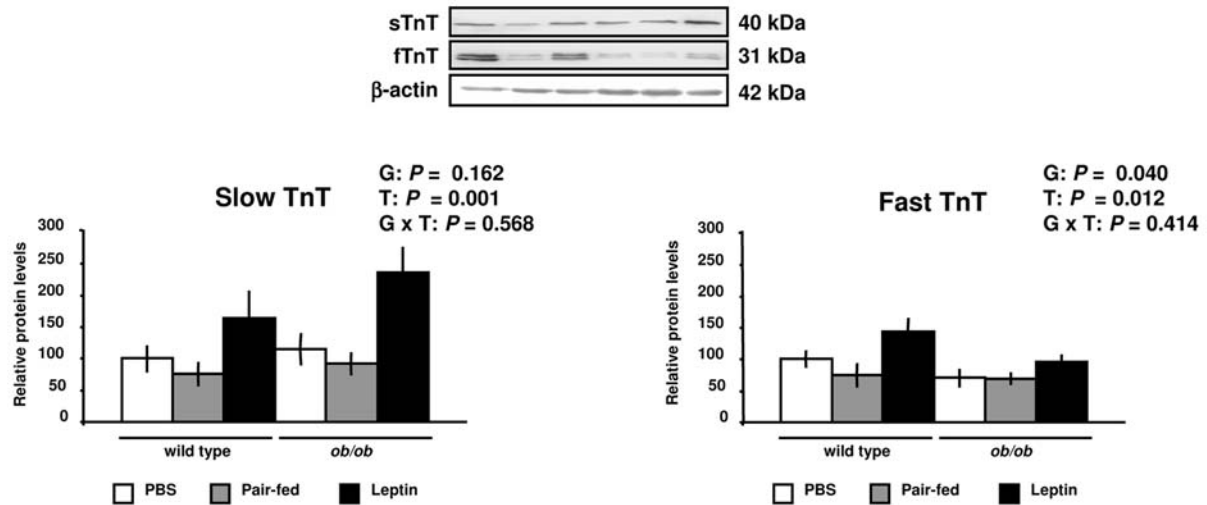 sTnT 40 kDa
fTnT 31 kDa
β-actin 42 kDa
Slow TnT
G: P = 0.162
T: P = 0.001
G x T: P = 0.568
Relative protein levels
300
250
200
150
100
50
0
wild type ob/ob
PBS Pair-fed Leptin
Fast TnT
G: P = 0.040
T: P = 0.012
G x T: P = 0.414
Relative protein levels
300
250
200
150
100
50
0
wild type ob/ob
PBS Pair-fed Leptin